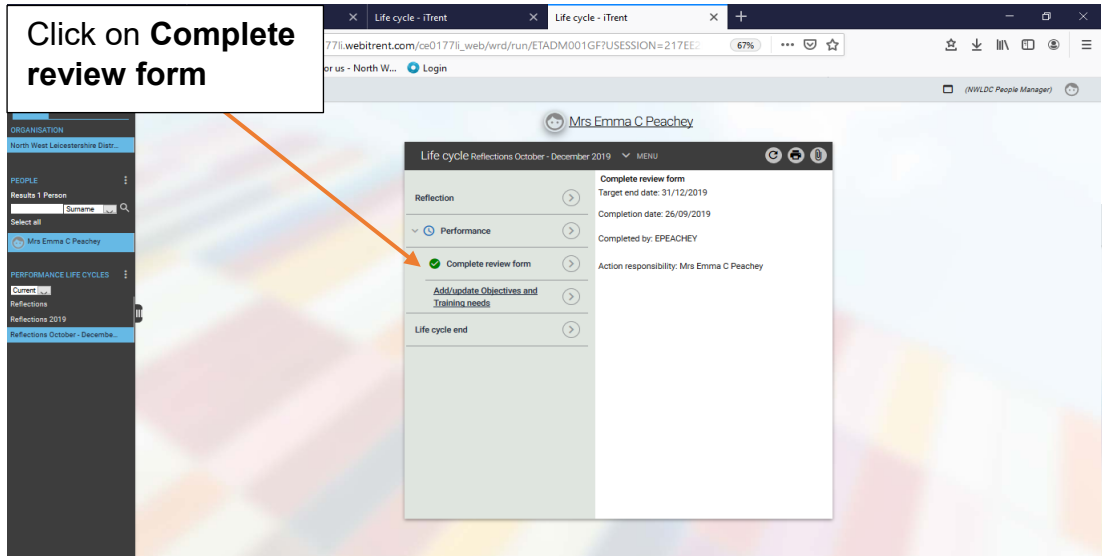 Click on Complete
review form
Life cycle - iTrent
Life cycle - iTrent
77li.webitrent.com/ce0177li_web/wrd/run/ETADM001GF?USESSION=217EE2
67%
or us - North W...
Login
(NWLDC People Manager)
ORGANISATION
North West Leicestershire Distr...
PEOPLE
Results 1 Person
Surname
Select all
Mrs Emma C Peachey
PERFORMANCE LIFE CYCLES
Current
Reflections
Reflections 2019
Reflections October - Decembe...
Mrs Emma C Peachey
Life cycle Reflections October - December 2019 MENU
Reflection
Performance
Complete review form
Add/update Objectives and
Training needs
Life cycle end
Complete review form
Target end date: 31/12/2019
Completion date: 26/09/2019
Completed by: EPEACHEY
Action responsibility: Mrs Emma C Peachey